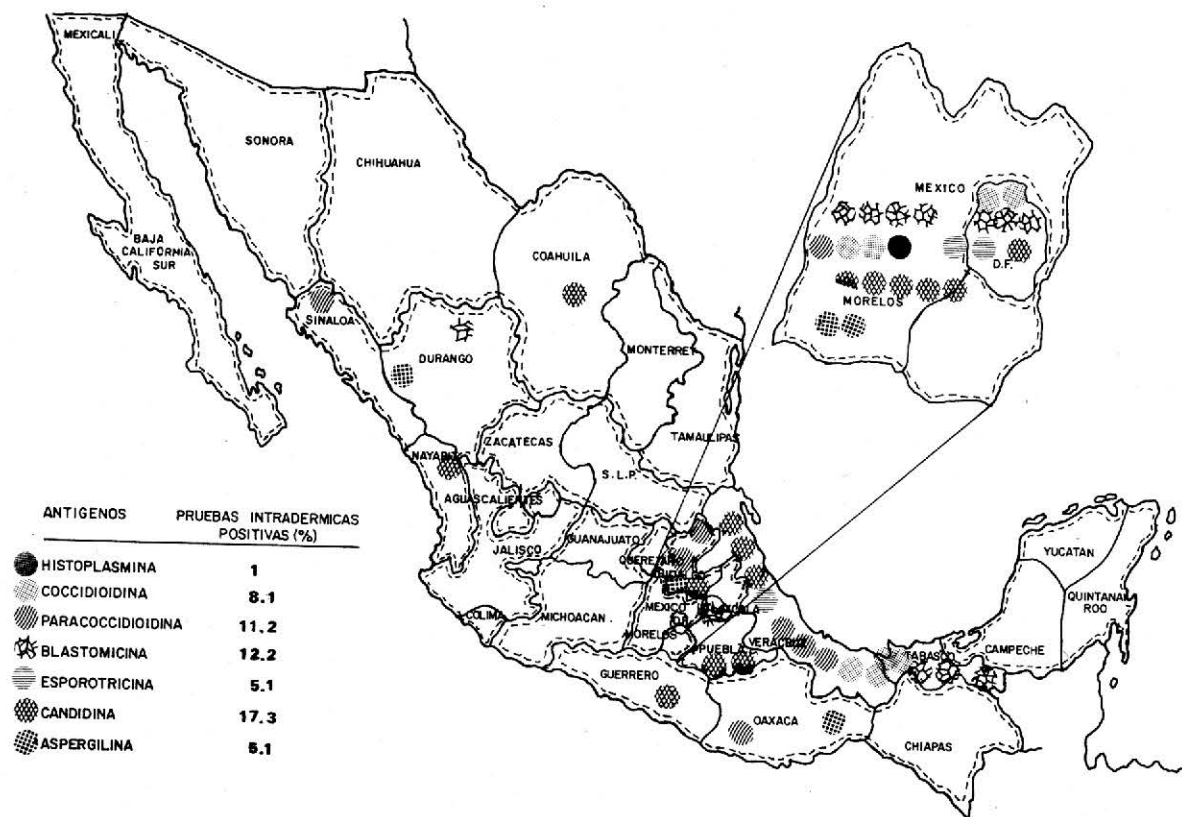 MEXICALI
SONORA
CHIHUAHUA
BAJA
CALIFORNIA
SUR
COAHUILA
SINALOA
DURANGO
MONTERREY
TAMAULIPAS
ZACATECAS
NAYARIT
S.L.P.
AGUASCALIENTES
JALISCO
GUANAJUATO
QUERETARO
COLIMA
MICHOACAN
MEXICO
MORELOS
PUEBLA
VERACRUZ
GUERRERO
OAXACA
TABASCO
CHIAPAS
CAMPECHE
YUCATAN
QUINTANA
ROO
MEXICO
D.F.
MORELOS
ANTIGENOS PRUEBAS INTRADERMICAS
POSITIVAS (%)
HISTOPLASMINA 1
COCCIDIOIDINA 8.1
PARACOCCIDIOIDINA 11.2
BLASTOMICINA 12.2
ESPOROTRICINA 5.1
CANDIDINA 17.3
ASPERGILINA 5.1